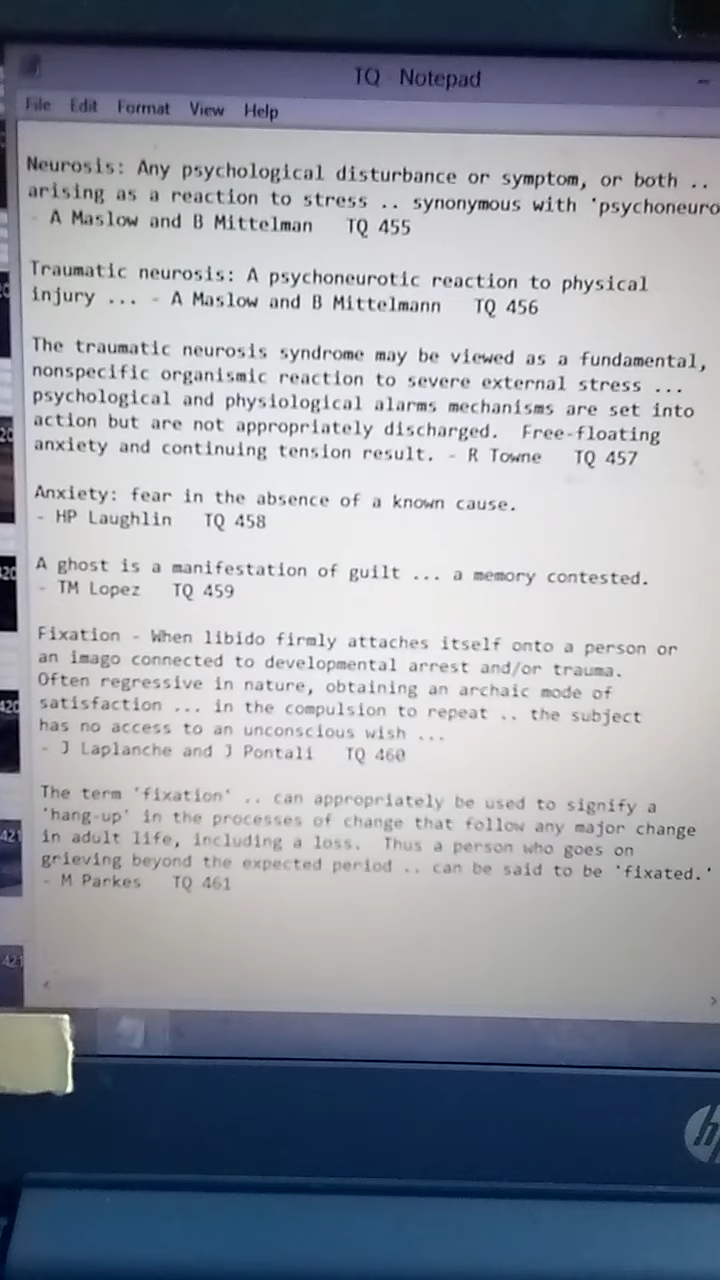 TQ - Notepad
File Edit Format View Help
Neurosis: Any psychological disturbance or symptom, or both ..
arising as a reaction to stress .. synonymous with 'psychoneuro
- A Maslow and B Mittelman TQ 455
Traumatic neurosis: A psychoneurotic reaction to physical
injury ... - A Maslow and B Mittelmann TQ 456
The traumatic neurosis syndrome may be viewed as a fundamental,
nonspecific organismic reaction to severe external stress ...
psychological and physiological alarms mechanisms are set into
action but are not appropriately discharged. Free-floating
anxiety and continuing tension result. - R Towne TQ 457
Anxiety: fear in the absence of a known cause.
- HP Laughlin TQ 458
A ghost is a manifestation of guilt ... a memory contested.
- TM Lopez TQ 459
Fixation - When libido firmly attaches itself onto a person or
an imago connected to developmental arrest and/or trauma.
Often regressive in nature, obtaining an archaic mode of
satisfaction ... in the compulsion to repeat .. the subject
has no access to an unconscious wish ...
- J Laplanche and J Pontali TQ 460
The term 'fixation' .. can appropriately be used to signify a
'hang-up' in the processes of change that follow any major change
in adult life, including a loss. Thus a person who goes on
grieving beyond the expected period .. can be said to be 'fixated.'
- M Parkes TQ 461
hp